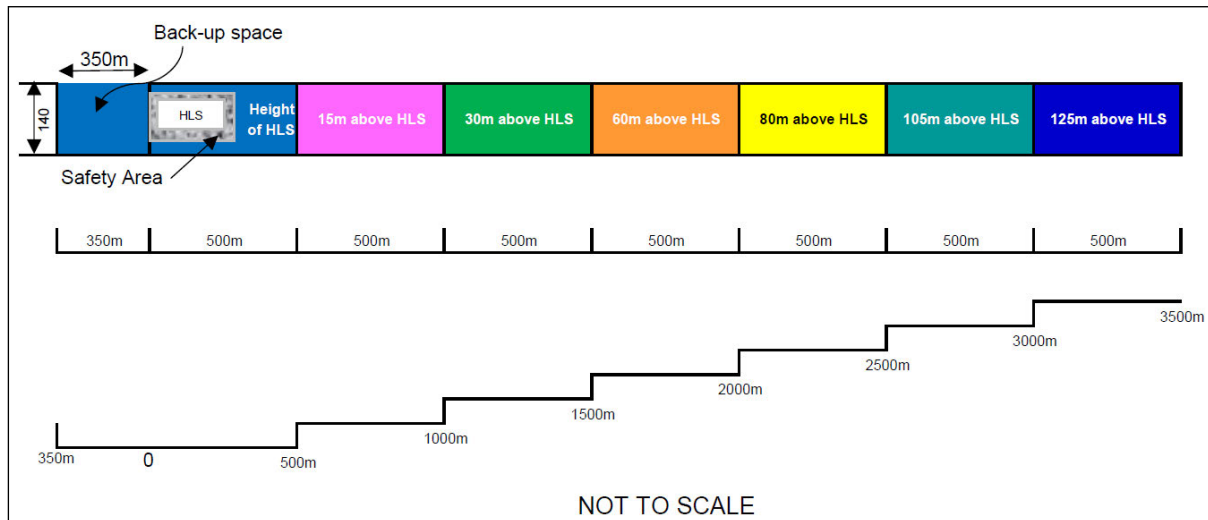 Back-up space
350m
140
HLS
Height
of HLS
15m above HLS
30m above HLS
60m above HLS
80m above HLS
105m above HLS
125m above HLS
Safety Area
350m
500m
500m
500m
500m
500m
500m
500m
350m
0
500m
1000m
1500m
2000m
2500m
3000m
3500m
NOT TO SCALE